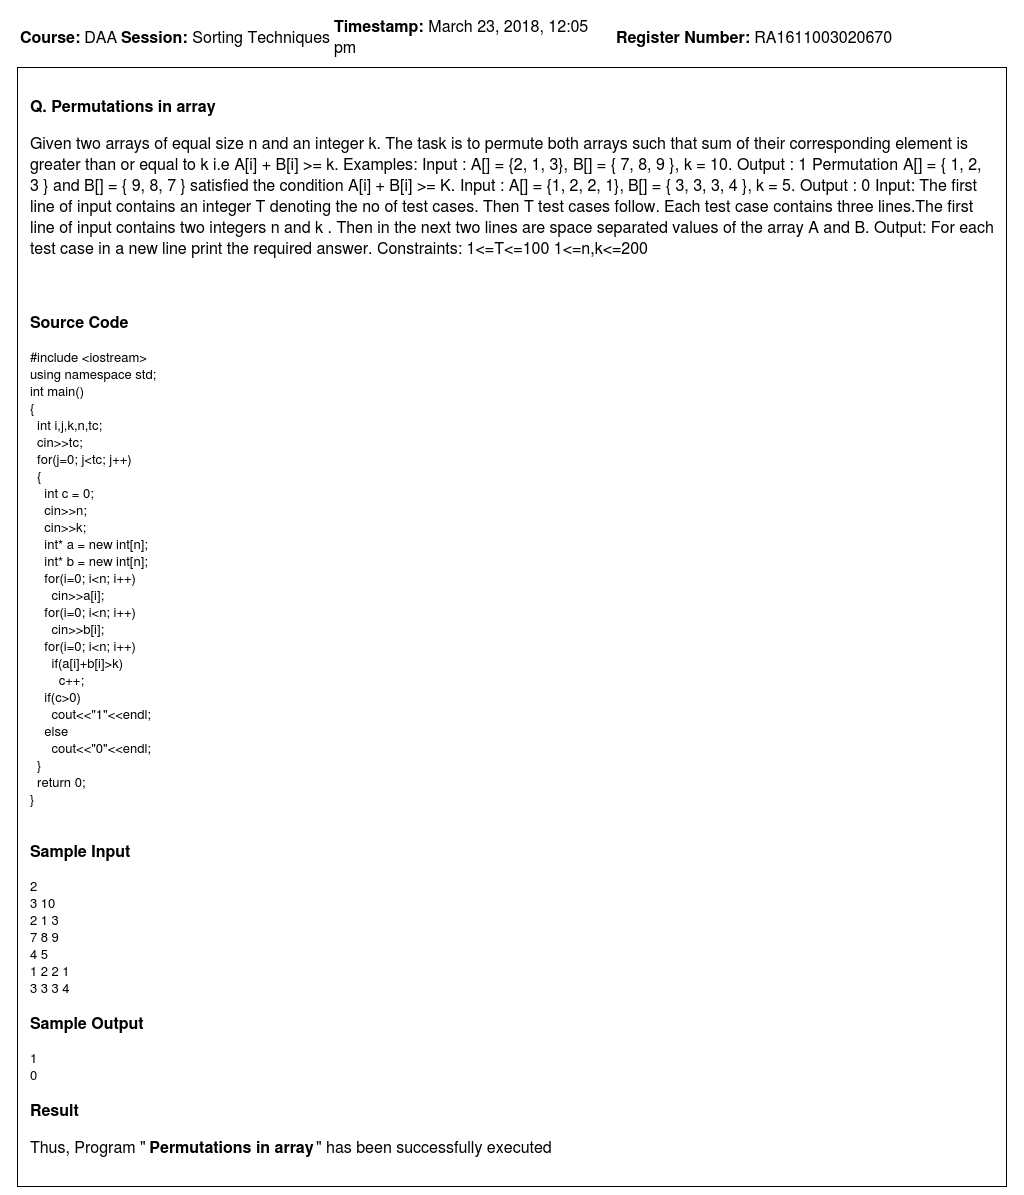 Course: DAA Session: Sorting Techniques Timestamp: March 23, 2018, 12:05 pm Register Number: RA1611003020670
Q. Permutations in array
Given two arrays of equal size n and an integer k. The task is to permute both arrays such that sum of their corresponding element is
greater than or equal to k i.e A[i] + B[i] >= k. Examples: Input : A[] = {2, 1, 3}, B[] = { 7, 8, 9 }, k = 10. Output : 1 Permutation A[] = { 1, 2,
3 } and B[] = { 9, 8, 7 } satisfied the condition A[i] + B[i] >= K. Input : A[] = {1, 2, 2, 1}, B[] = { 3, 3, 3, 4 }, k = 5. Output : 0 Input: The first
line of input contains an integer T denoting the no of test cases. Then T test cases follow. Each test case contains three lines.The first
line of input contains two integers n and k . Then in the next two lines are space separated values of the array A and B. Output: For each
test case in a new line print the required answer. Constraints: 1<=T<=100 1<=n,k<=200
Source Code
#include <iostream>
using namespace std;
int main()
{
  int i,j,k,n,tc;
  cin>>tc;
  for(j=0; j<tc; j++)
  {
    int c = 0;
    cin>>n;
    cin>>k;
    int* a = new int[n];
    int* b = new int[n];
    for(i=0; i<n; i++)
      cin>>a[i];
    for(i=0; i<n; i++)
      cin>>b[i];
    for(i=0; i<n; i++)
      if(a[i]+b[i]>k)
        c++;
    if(c>0)
      cout<<"1"<<endl;
    else
      cout<<"0"<<endl;
  }
  return 0;
}
Sample Input
2
3 10
2 1 3
7 8 9
4 5
1 2 2 1
3 3 3 4
Sample Output
1
0
Result
Thus, Program " Permutations in array " has been successfully executed